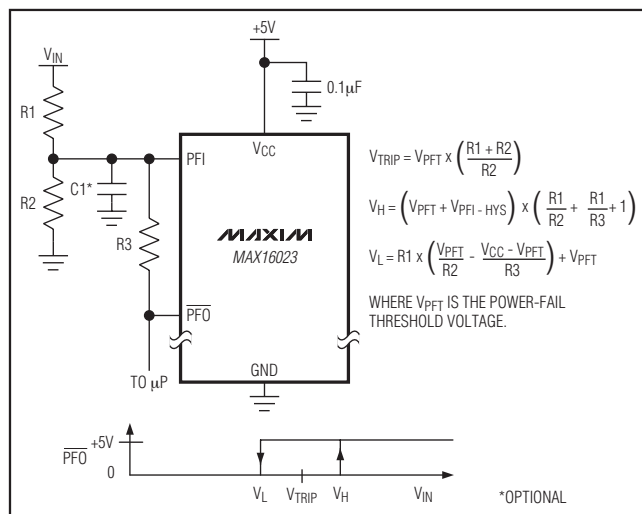 +5V
V_IN
0.1µF
R1
V_CC
PFI
C1*
R2
R3
MAXIM
MAX16023
P̅F̅O̅
GND
TO µP
V_TRIP = V_PFT x ( (R1 + R2) / R2 )
V_H = (V_PFT + V_PFI - HYS) x ( R1/R2 + R1/R3 + 1 )
V_L = R1 x ( V_PFT/R2 - (V_CC - V_PFT)/R3 ) + V_PFT
WHERE V_PFT IS THE POWER-FAIL
THRESHOLD VOLTAGE.
+5V
P̅F̅O̅
0
V_L V_TRIP V_H V_IN
*OPTIONAL